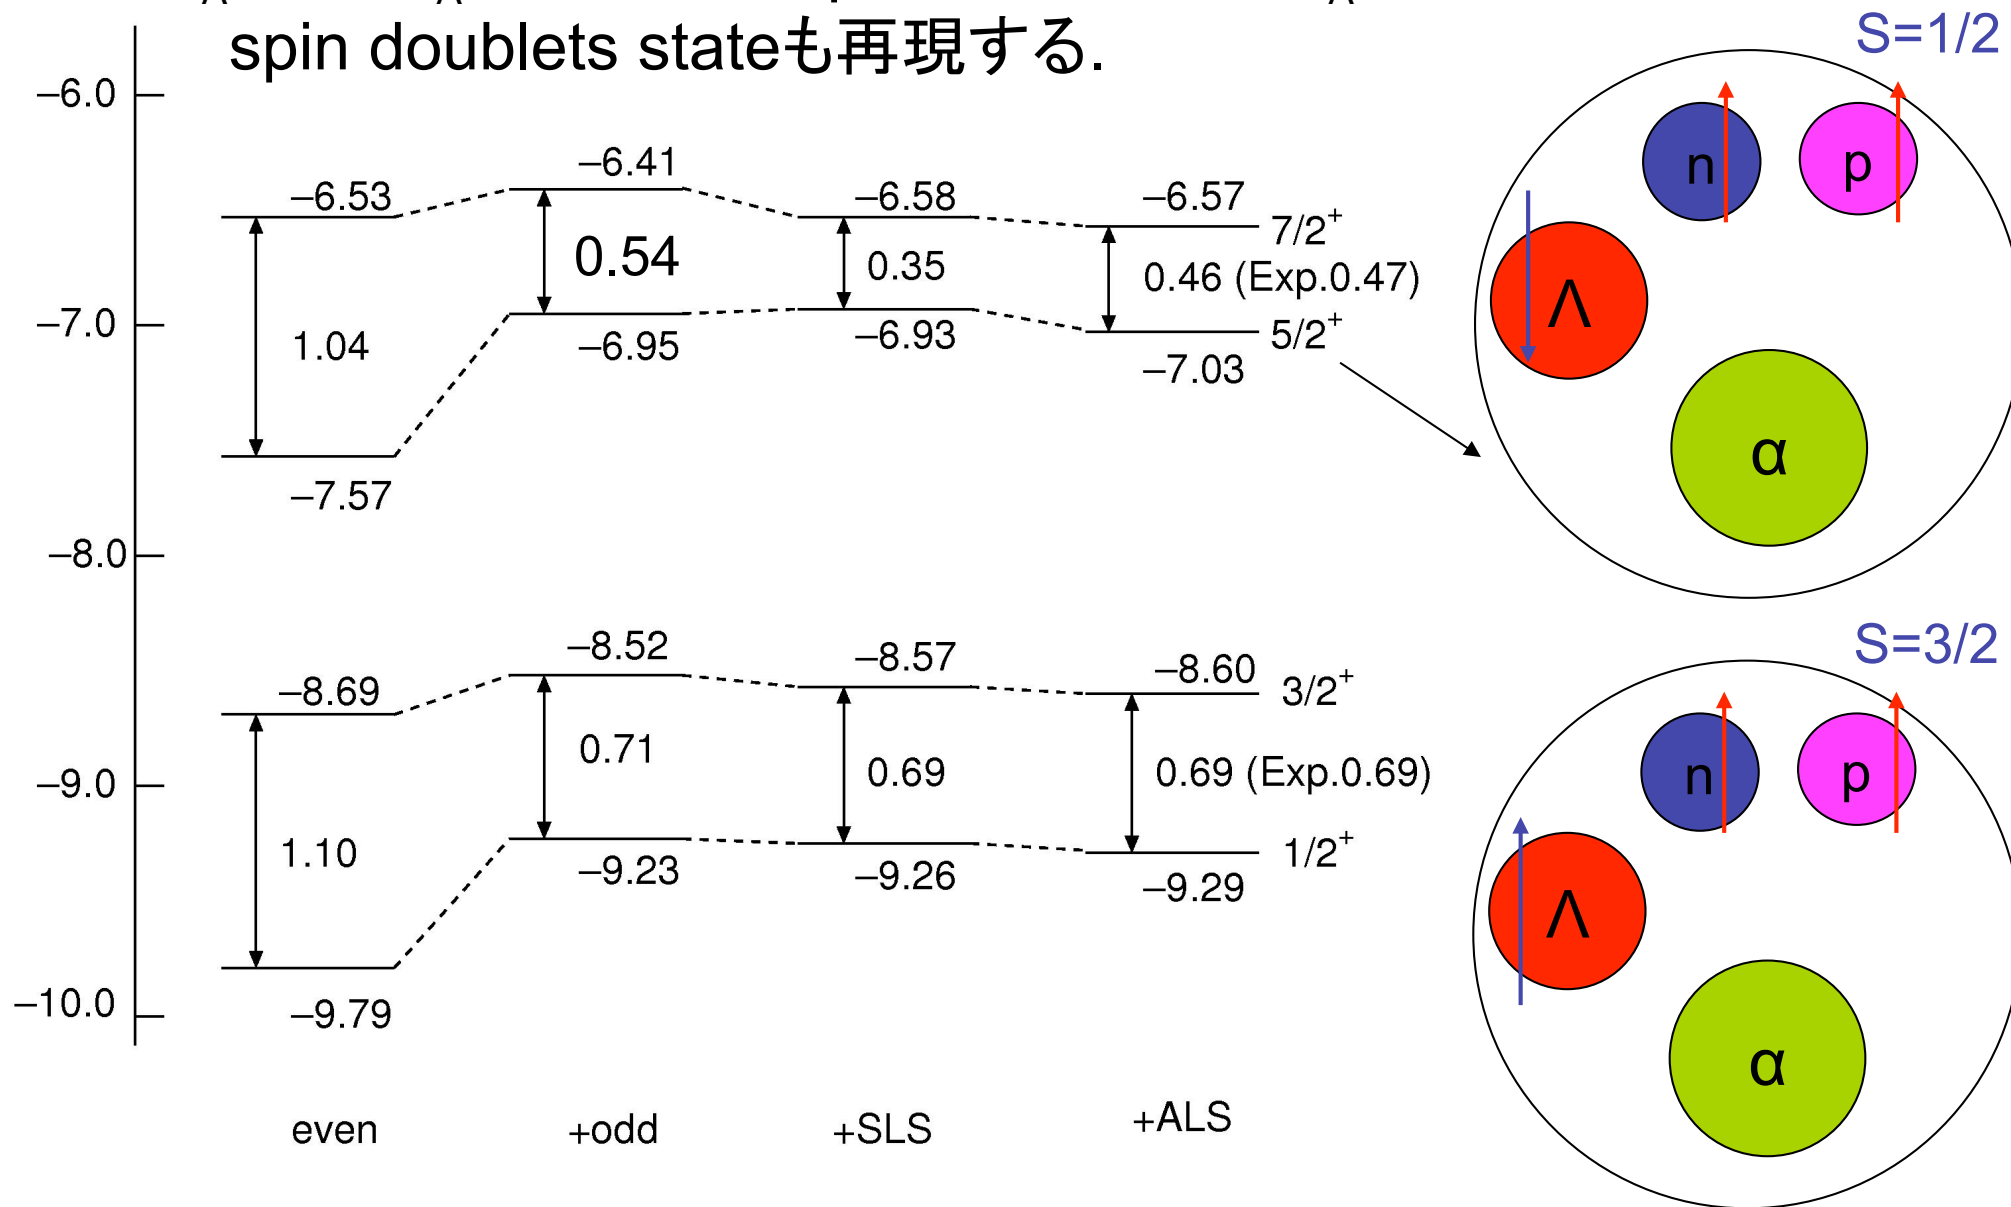 spin doublets stateも再現する.
S=1/2
−6.0
−7.0
−8.0
−9.0
−10.0
−6.53
1.04
−7.57
−6.41
0.54
−6.95
−6.58
0.35
−6.93
−6.57
7/2+
0.46 (Exp.0.47)
5/2+
−7.03
n
p
Λ
α
−8.69
1.10
−9.79
−8.52
0.71
−9.23
−8.57
0.69
−9.26
−8.60
3/2+
0.69 (Exp.0.69)
1/2+
−9.29
S=3/2
n
p
Λ
α
even
+odd
+SLS
+ALS